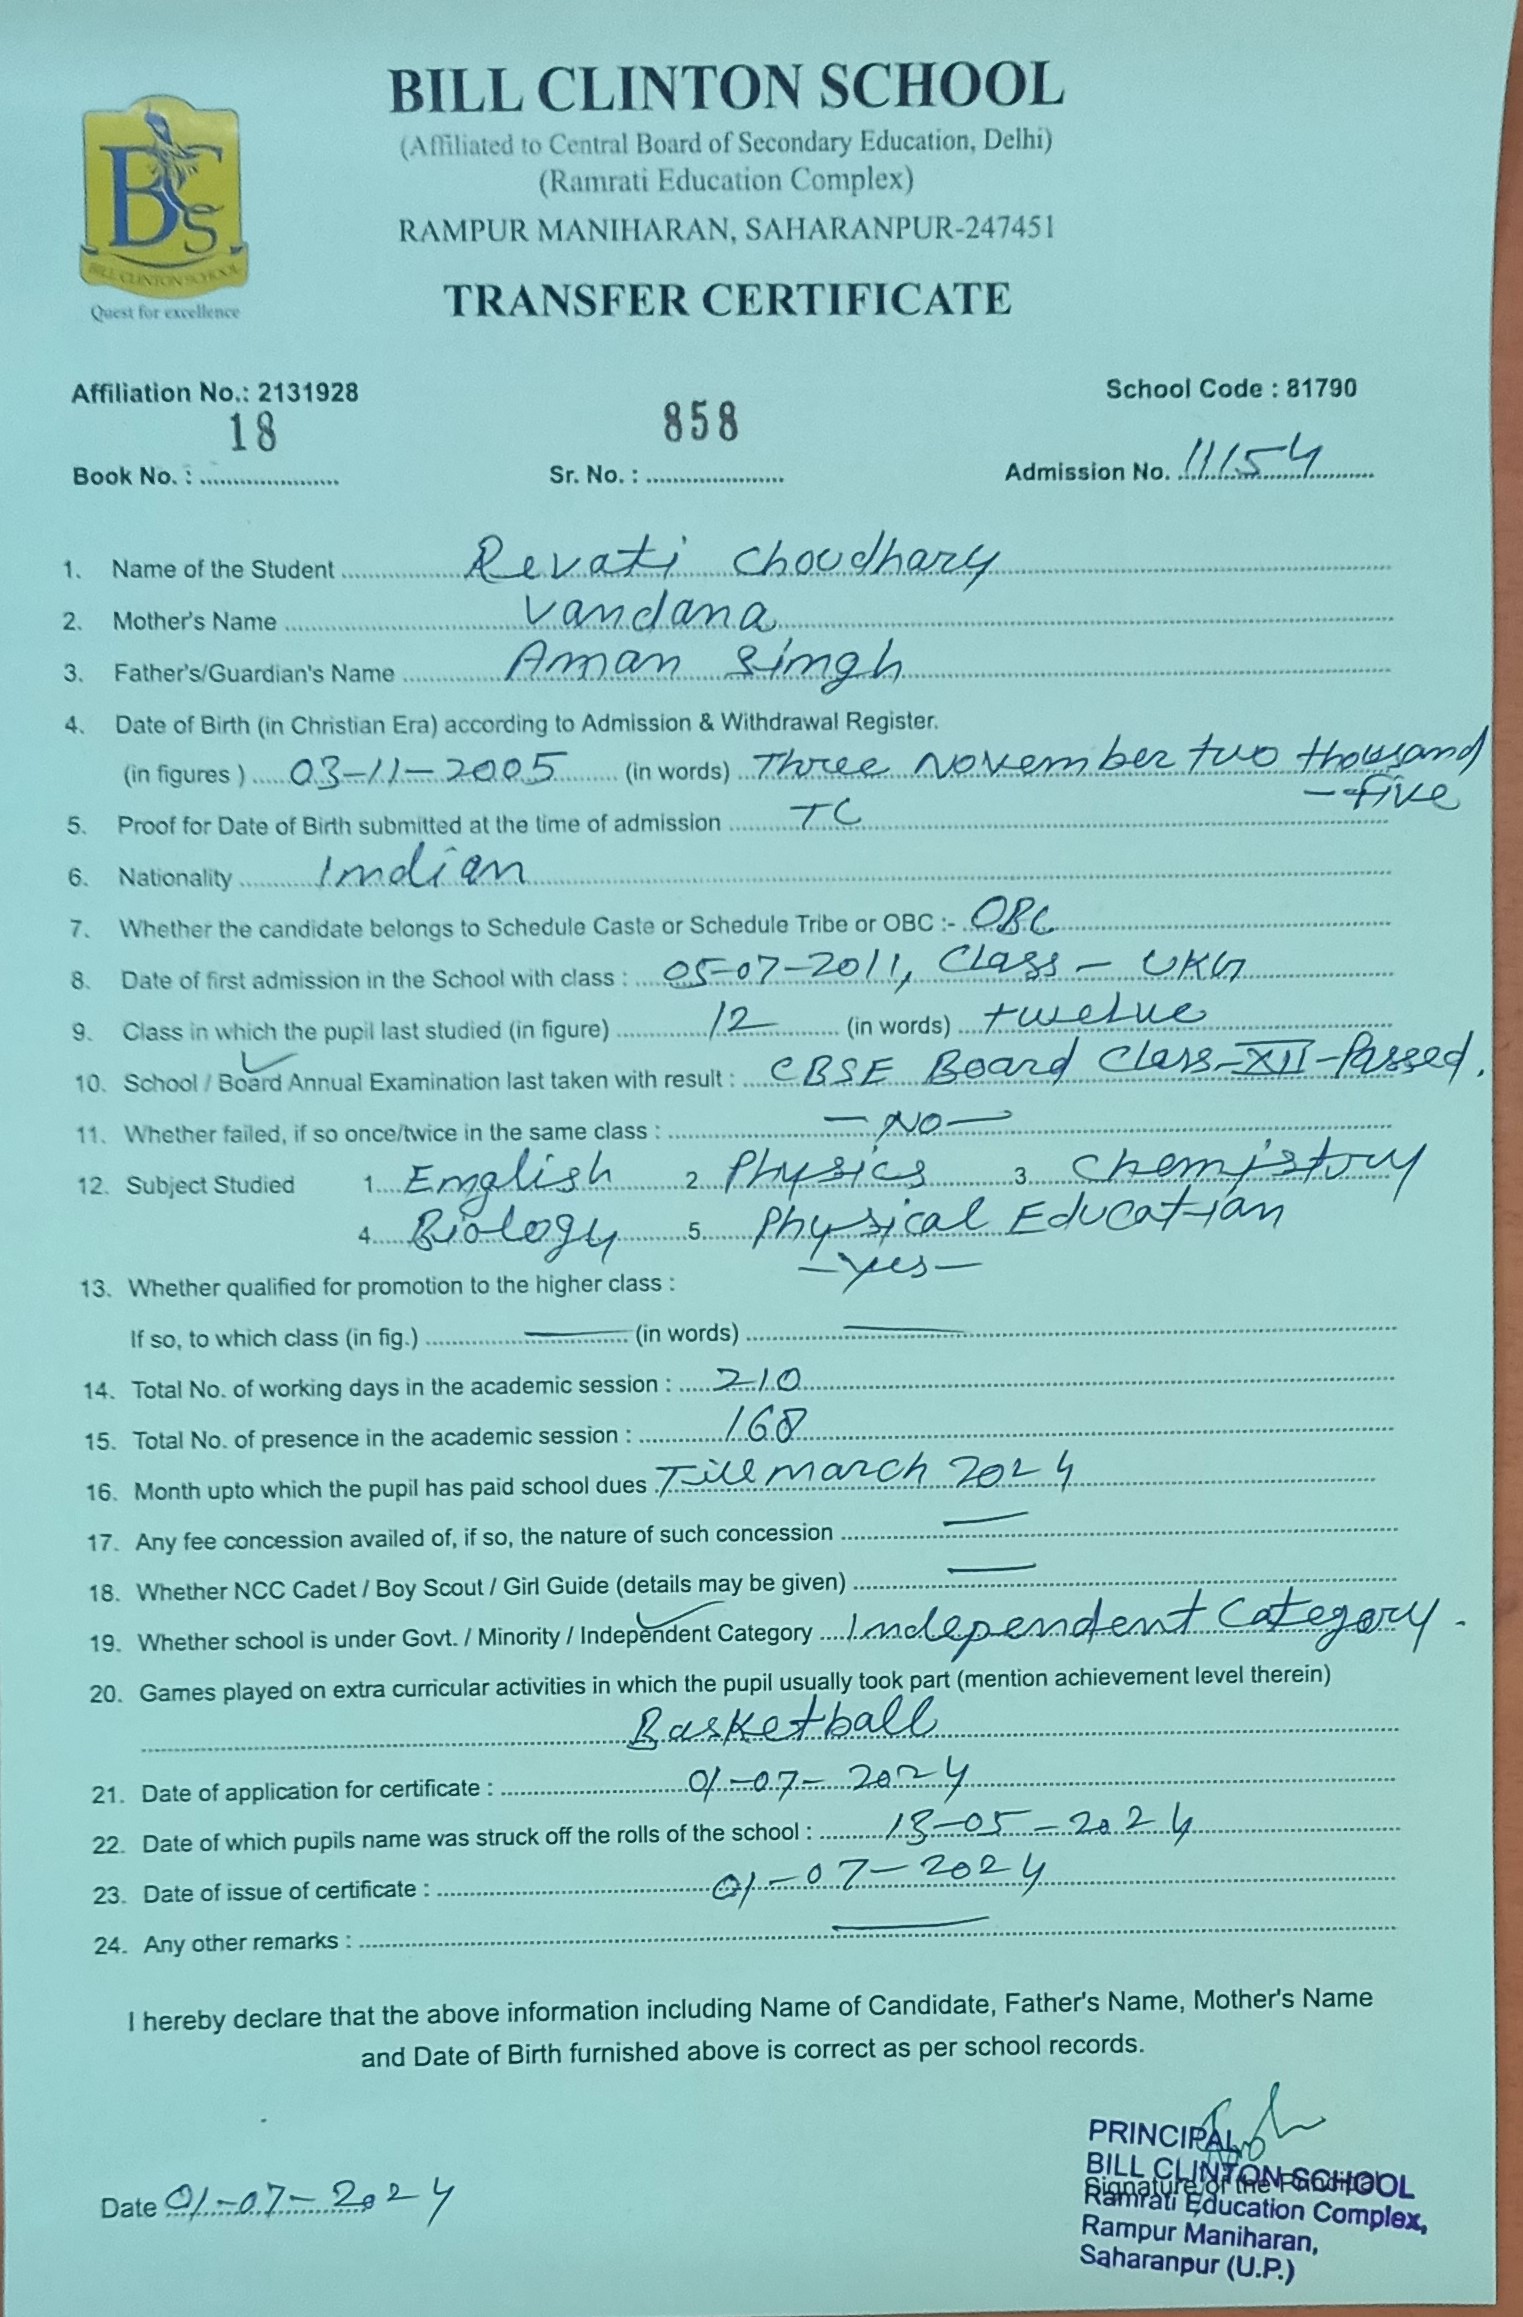 BILL CLINTON SCHOOL
(Affiliated to Central Board of Secondary Education, Delhi)
(Ramrati Education Complex)
RAMPUR MANIHARAN, SAHARANPUR-247451
TRANSFER CERTIFICATE
BCS
BILL CLINTON SCHOOL
Quest for excellence
Affiliation No.: 2131928 School Code : 81790
Book No. : 18 Sr. No. : 858 Admission No. 11154
1. Name of the Student Revati Choudhary
2. Mother's Name Vandana
3. Father's/Guardian's Name Aman Singh
4. Date of Birth (in Christian Era) according to Admission & Withdrawal Register.
(in figures ) 03-11-2005 (in words) Three November two thousand
- five
5. Proof for Date of Birth submitted at the time of admission TC
6. Nationality Indian
7. Whether the candidate belongs to Schedule Caste or Schedule Tribe or OBC :- OBC
8. Date of first admission in the School with class : 05-07-2011, Class - UKG
9. Class in which the pupil last studied (in figure) 12 (in words) twelve
10. School / Board Annual Examination last taken with result : CBSE Board Class-XII-Passed.
11. Whether failed, if so once/twice in the same class : - NO -
12. Subject Studied 1. English 2. Physics 3. Chemistory
4. Biology 5. Physical Education
13. Whether qualified for promotion to the higher class : - yes -
If so, to which class (in fig.) — (in words) —
14. Total No. of working days in the academic session : 210
15. Total No. of presence in the academic session : 168
16. Month upto which the pupil has paid school dues Till march 2024
17. Any fee concession availed of, if so, the nature of such concession —
18. Whether NCC Cadet / Boy Scout / Girl Guide (details may be given) —
19. Whether school is under Govt. / Minority / Independent Category Independent Category.
20. Games played on extra curricular activities in which the pupil usually took part (mention achievement level therein)
Basketball
21. Date of application for certificate : 01-07-2024
22. Date of which pupils name was struck off the rolls of the school : 13-05-2024
23. Date of issue of certificate : 01-07-2024
24. Any other remarks : —
I hereby declare that the above information including Name of Candidate, Father's Name, Mother's Name
and Date of Birth furnished above is correct as per school records.
Date 01-07-2024
PRINCIPAL
BILL CLINTON SCHOOL
Signature of the Principal
Ramrati Education Complex,
Rampur Maniharan,
Saharanpur (U.P.)